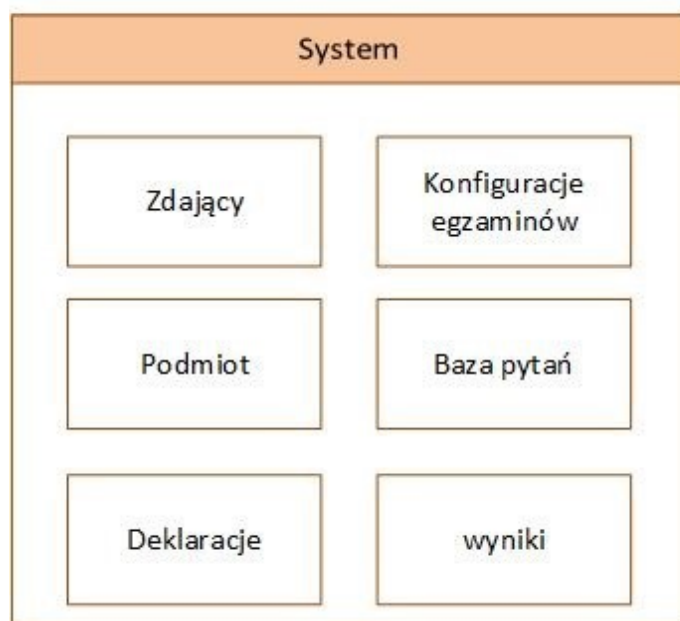 System
Zdający
Konfiguracje
egzaminów
Podmiot
Baza pytań
Deklaracje
wyniki